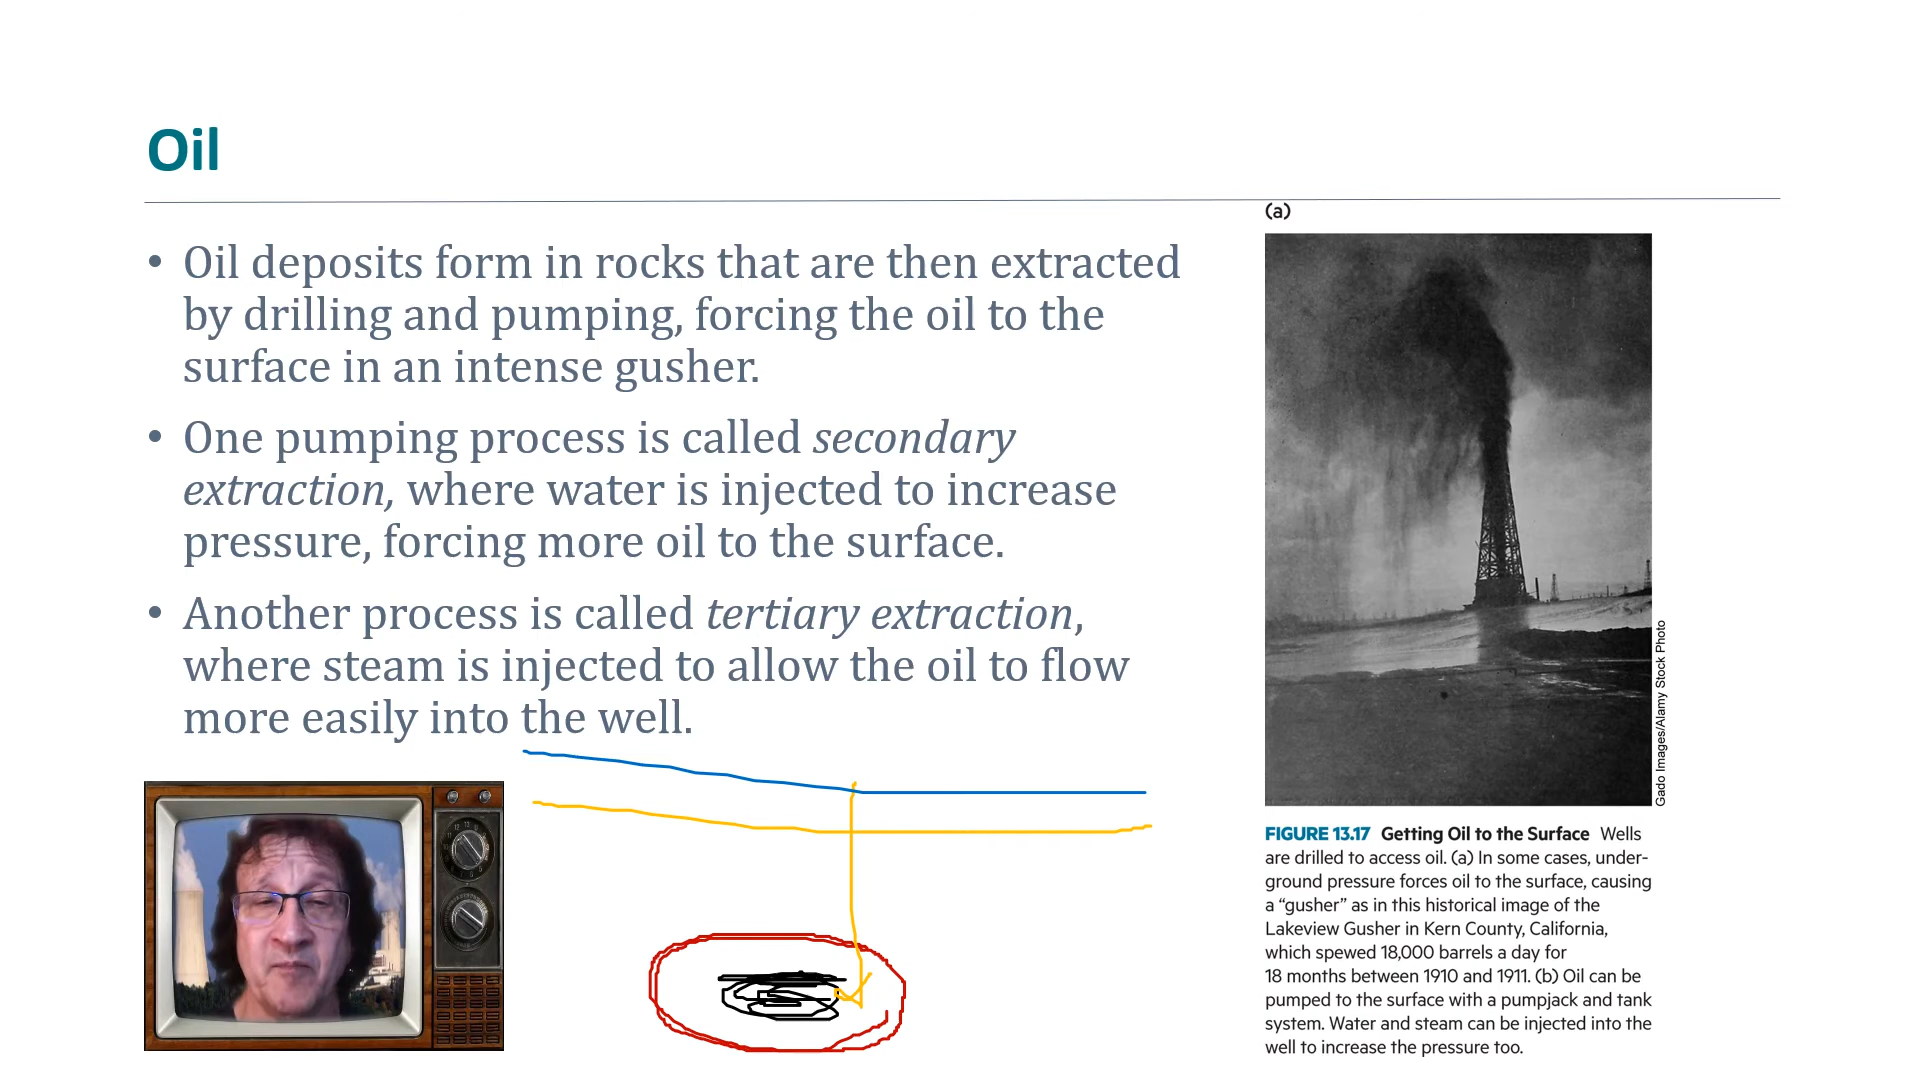 Oil
• Oil deposits form in rocks that are then extracted
by drilling and pumping, forcing the oil to the
surface in an intense gusher.
• One pumping process is called secondary
extraction, where water is injected to increase
pressure, forcing more oil to the surface.
• Another process is called tertiary extraction,
where steam is injected to allow the oil to flow
more easily into the well.
(a)
Gado Images/Alamy Stock Photo
FIGURE 13.17 Getting Oil to the Surface Wells
are drilled to access oil. (a) In some cases, under-
ground pressure forces oil to the surface, causing
a “gusher” as in this historical image of the
Lakeview Gusher in Kern County, California,
which spewed 18,000 barrels a day for
18 months between 1910 and 1911. (b) Oil can be
pumped to the surface with a pumpjack and tank
system. Water and steam can be injected into the
well to increase the pressure too.